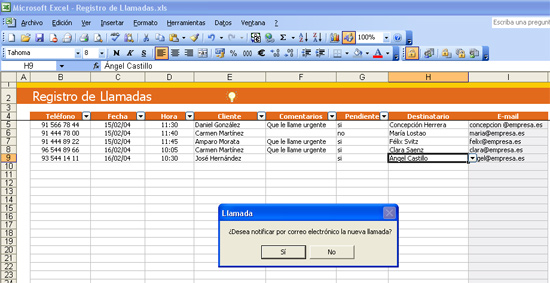 Microsoft Excel - Registro de Llamadas.xls
Archivo Edición Ver Insertar Formato Herramientas Datos Ventana ?
Escriba una pregunt
100%
Tahoma 8 N K S
H9 fx Ángel Castillo
A B C D E F G H I
2 Registro de Llamadas
4 Teléfono Fecha Hora Cliente Comentarios Pendiente Destinatario E-mail
5 91 566 78 44 15/02/04 11:30 Daniel González Que le llame urgente si Concepción Herrera concepcion@empresa.es
6 91 444 78 00 15/02/04 11:40 Carmen Martínez no María Lostao maria@empresa.es
7 91 444 89 22 15/02/04 11:45 Amparo Morata Que le llame urgente si Félix Svitz felix@empresa.es
8 96 544 89 66 16/02/04 10:05 Carmen Martínez Que le llame urgente si Clara Saenz clara@empresa.es
9 93 544 14 11 16/02/04 10:30 José Hernández si Ángel Castillo gel@empresa.es
10
11
12
13
14
15
16
17
18
19
20
21
22
23
Llamada
¿Desea notificar por correo electrónico la nueva llamada?
Sí No